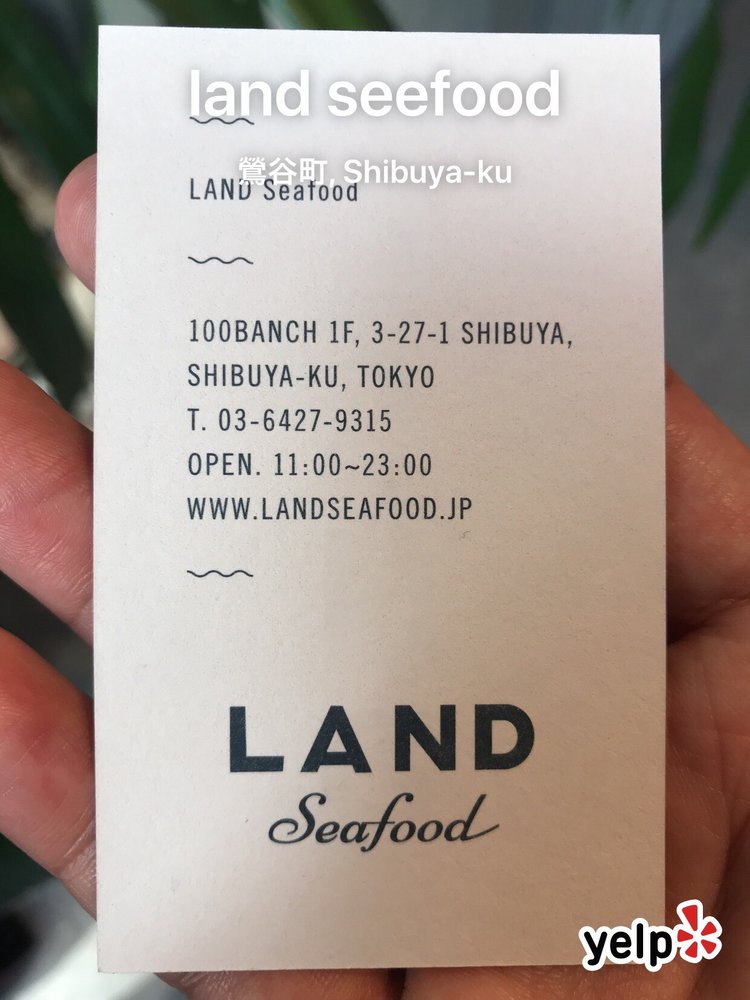 land seefood
鶯谷町, Shibuya-ku
LAND Seafood
100BANCH 1F, 3-27-1 SHIBUYA,
SHIBUYA-KU, TOKYO
T. 03-6427-9315
OPEN. 11:00~23:00
WWW.LANDSEAFOOD.JP
LAND
Seafood
yelp